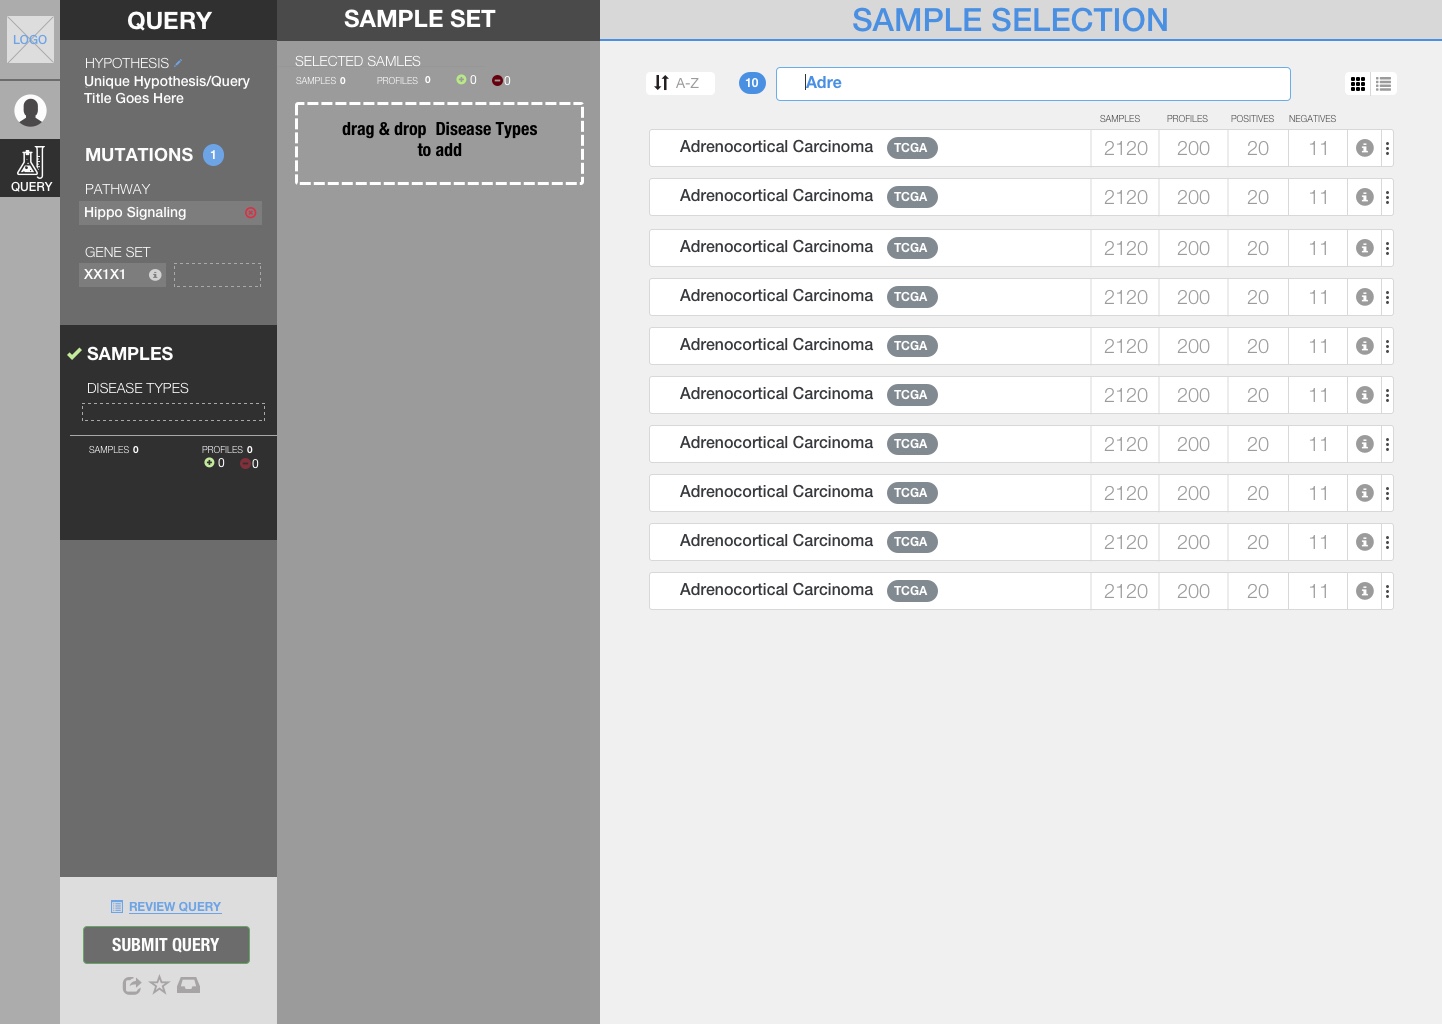 LOGO
QUERY
QUERY
HYPOTHESIS
Unique Hypothesis/Query
Title Goes Here
MUTATIONS 1
PATHWAY
Hippo Signaling
GENE SET
XX1X1
SAMPLES
DISEASE TYPES
SAMPLES 0 PROFILES 0
0 0
REVIEW QUERY
SUBMIT QUERY
SAMPLE SET
SELECTED SAMLES
SAMPLES 0 PROFILES 0 0 0
drag & drop Disease Types
to add
SAMPLE SELECTION
A-Z 10 Adre
SAMPLES PROFILES POSITIVES NEGATIVES
Adrenocortical Carcinoma TCGA 2120 200 20 11
Adrenocortical Carcinoma TCGA 2120 200 20 11
Adrenocortical Carcinoma TCGA 2120 200 20 11
Adrenocortical Carcinoma TCGA 2120 200 20 11
Adrenocortical Carcinoma TCGA 2120 200 20 11
Adrenocortical Carcinoma TCGA 2120 200 20 11
Adrenocortical Carcinoma TCGA 2120 200 20 11
Adrenocortical Carcinoma TCGA 2120 200 20 11
Adrenocortical Carcinoma TCGA 2120 200 20 11
Adrenocortical Carcinoma TCGA 2120 200 20 11